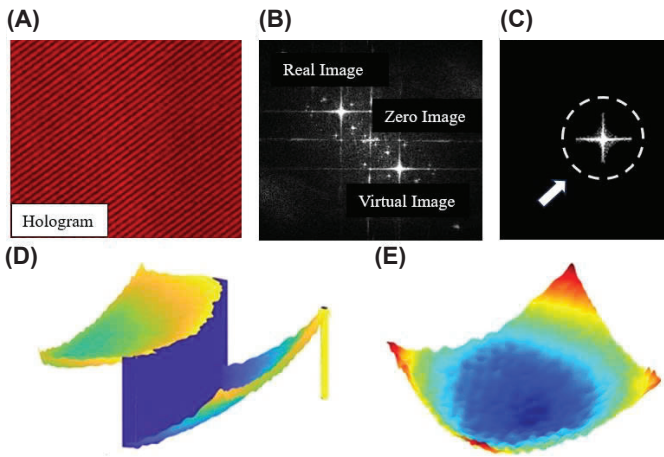 (A)
(B)
(C)
Real Image
Zero Image
Virtual Image
Hologram
(D)
(E)